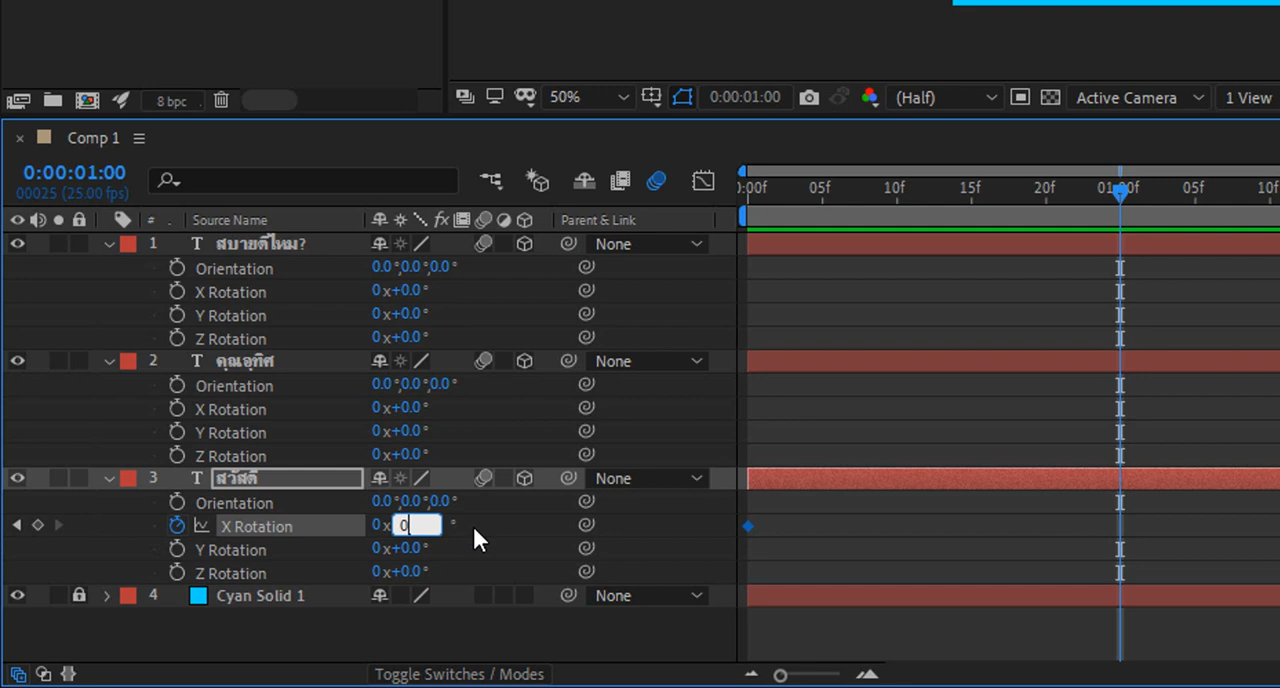 8 bpc
50%
0:00:01:00
(Half)
Active Camera
1 View
Comp 1
0:00:01:00
00025 (25.00 fps)
:00f 05f 10f 15f 20f 01:00f 05f 10f
# . Source Name fx Parent & Link
1 T สบายดีไหม? None
Orientation 0.0°,0.0°,0.0°
X Rotation 0x+0.0°
Y Rotation 0x+0.0°
Z Rotation 0x+0.0°
2 T คุณอุทิศ None
Orientation 0.0°,0.0°,0.0°
X Rotation 0x+0.0°
Y Rotation 0x+0.0°
Z Rotation 0x+0.0°
3 T สวัสดี None
Orientation 0.0°,0.0°,0.0°
X Rotation 0x 0 °
Y Rotation 0x+0.0°
Z Rotation 0x+0.0°
4 Cyan Solid 1 None
Toggle Switches / Modes